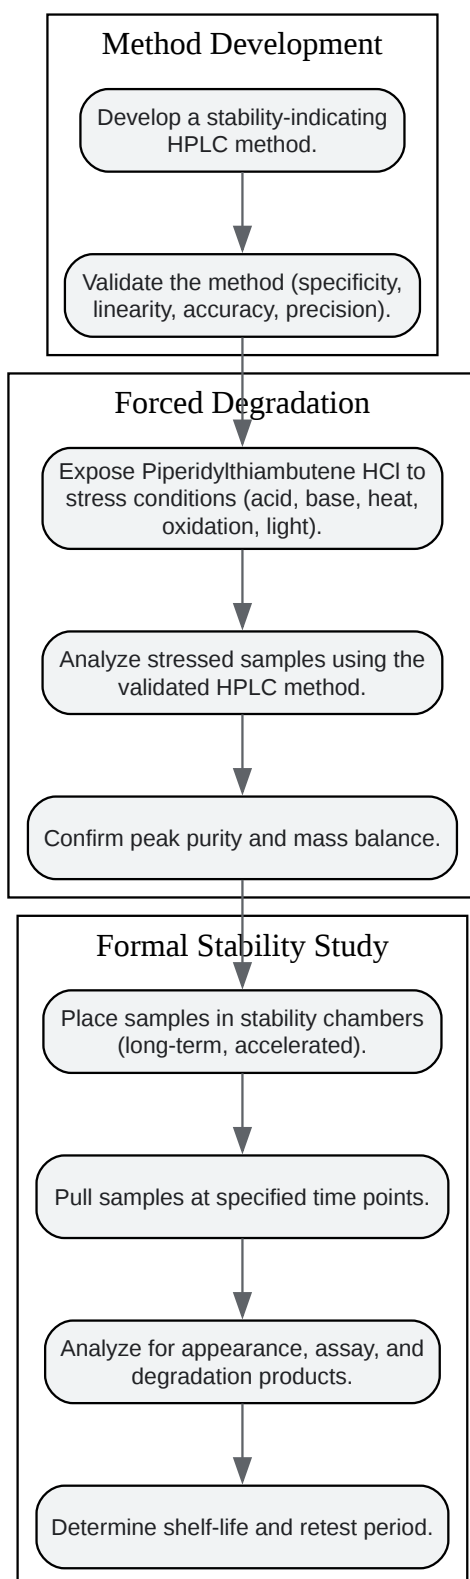 Method Development
Develop a stability-indicating
HPLC method.
Validate the method (specificity,
linearity, accuracy, precision).
Forced Degradation
Expose Piperidylthiambutene HCl to
stress conditions (acid, base, heat,
oxidation, light).
Analyze stressed samples using the
validated HPLC method.
Confirm peak purity and mass balance.
Formal Stability Study
Place samples in stability chambers
(long-term, accelerated).
Pull samples at specified time points.
Analyze for appearance, assay, and
degradation products.
Determine shelf-life and retest period.